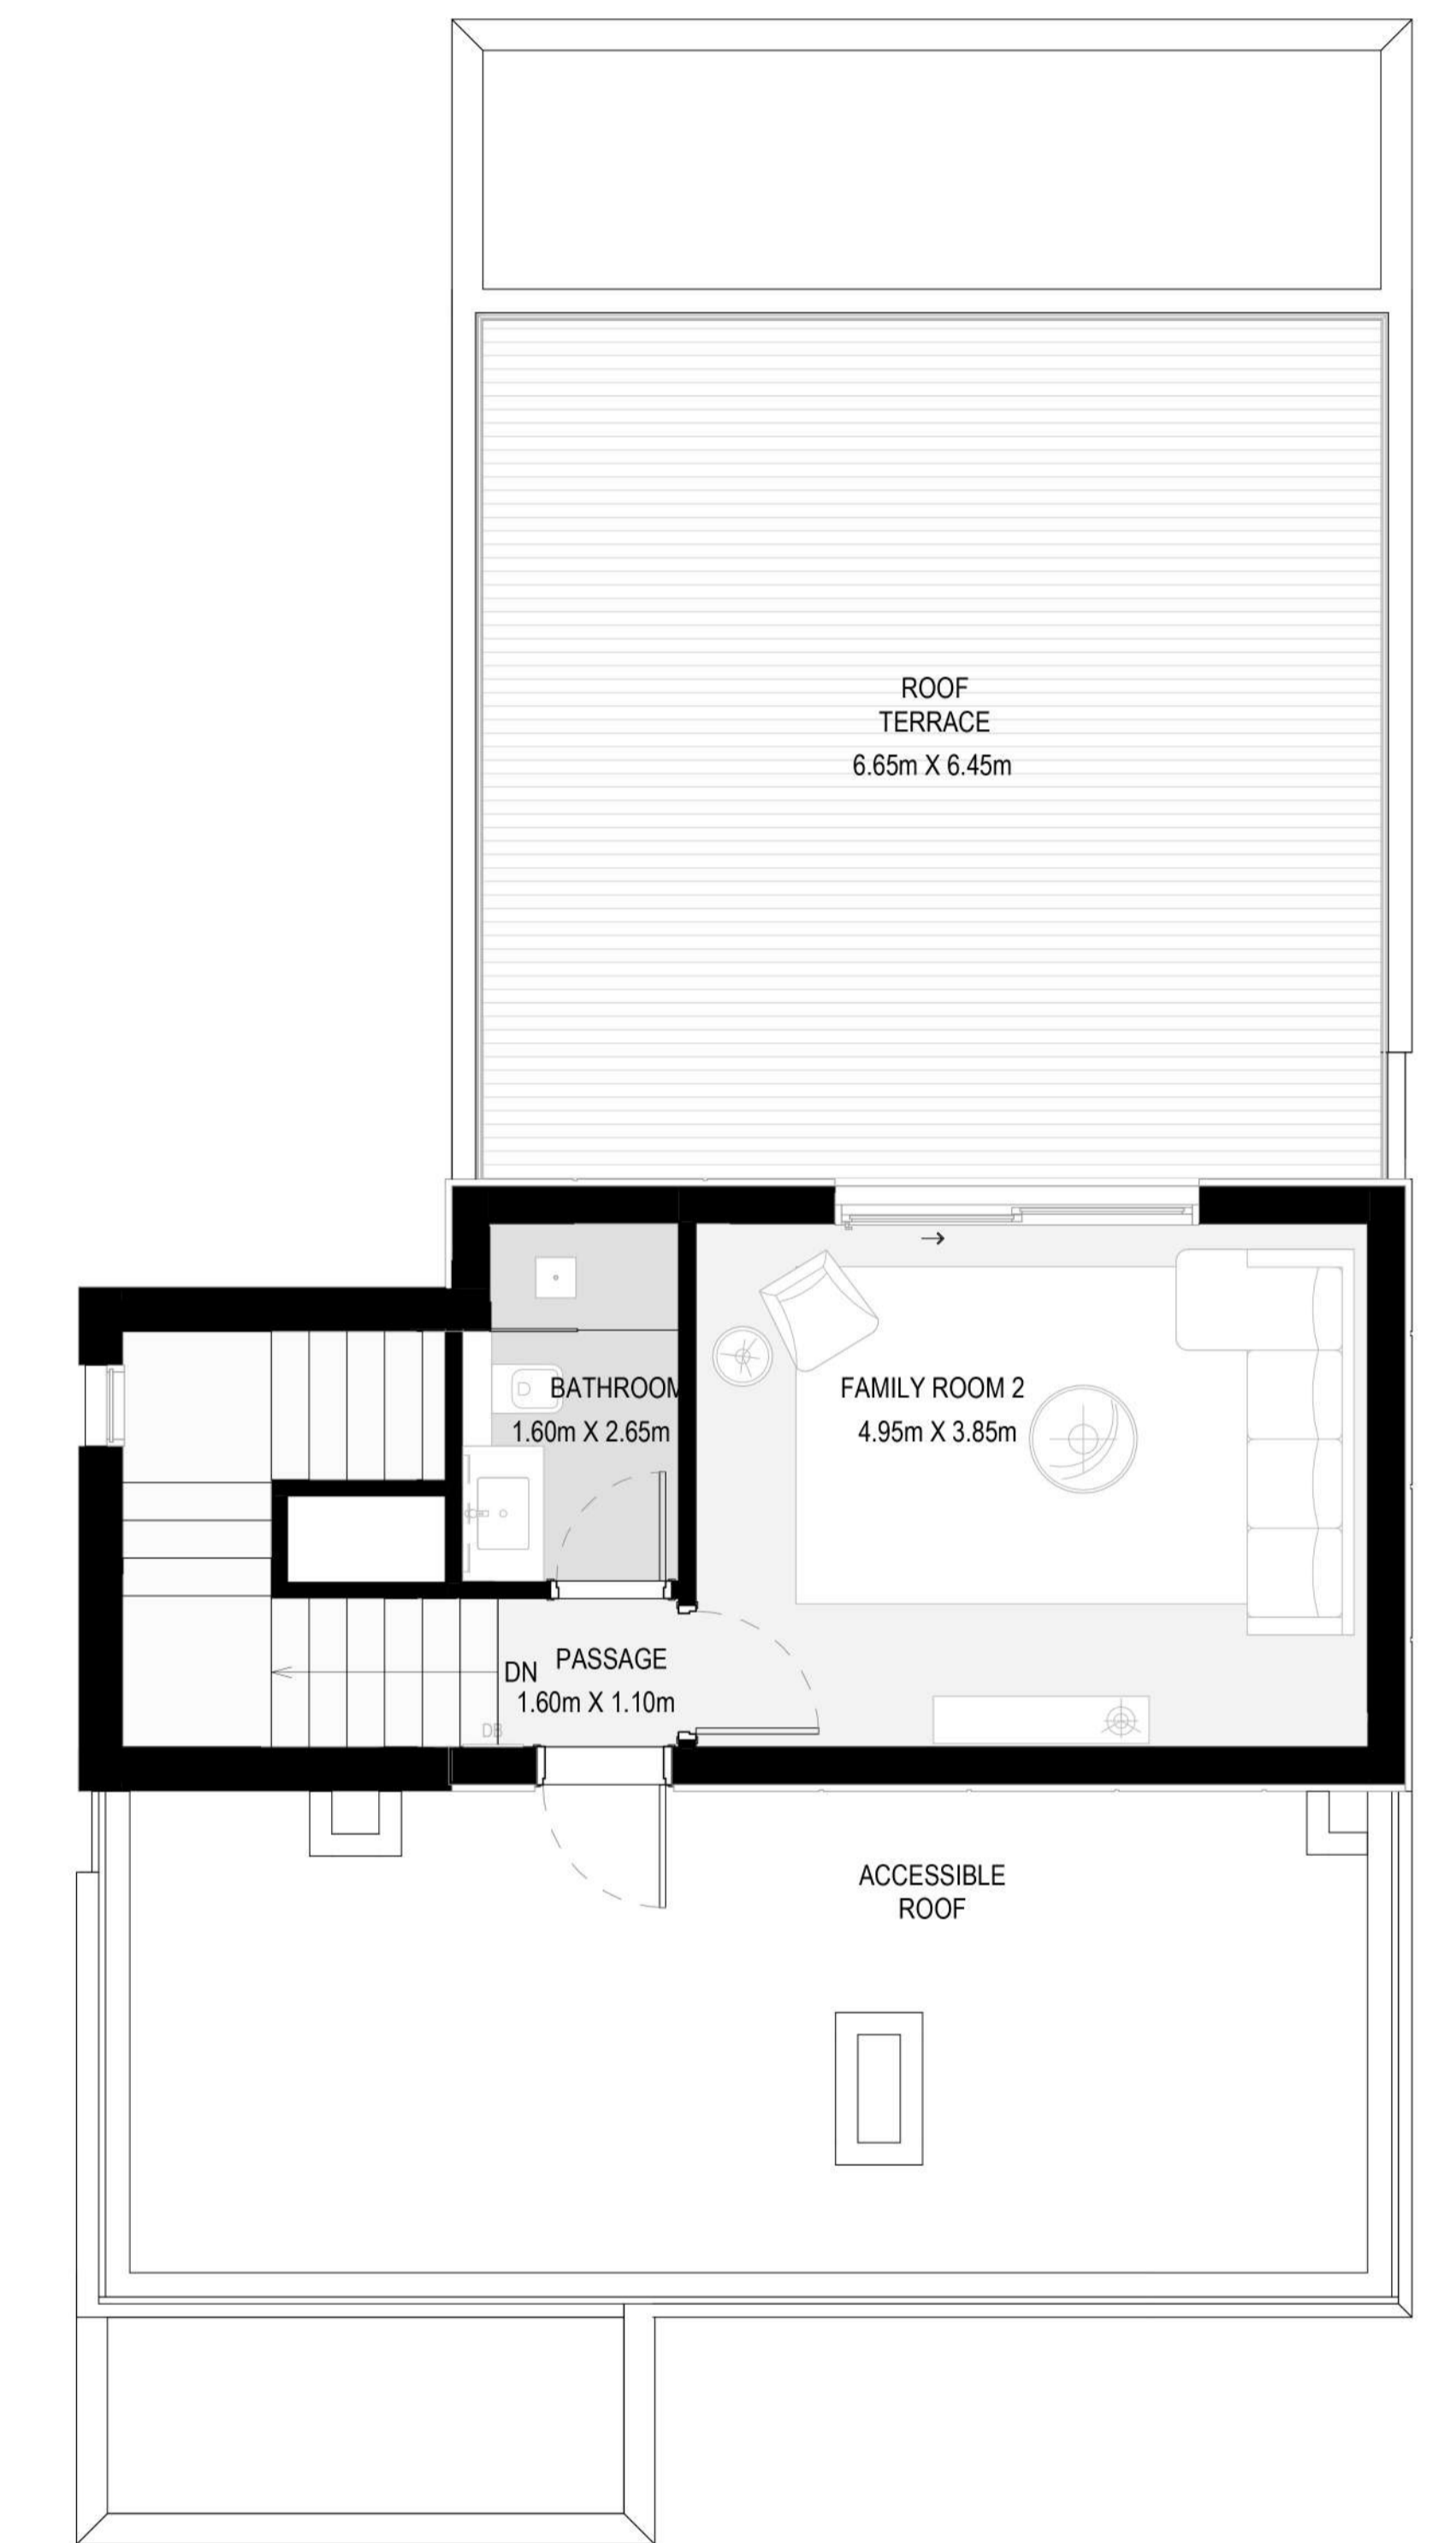 ROOF
TERRACE
6.65m X 6.45m
BATHROOM
1.60m X 2.65m
FAMILY ROOM 2
4.95m X 3.85m
PASSAGE
DN
1.60m X 1.10m
DB
ACCESSIBLE
ROOF